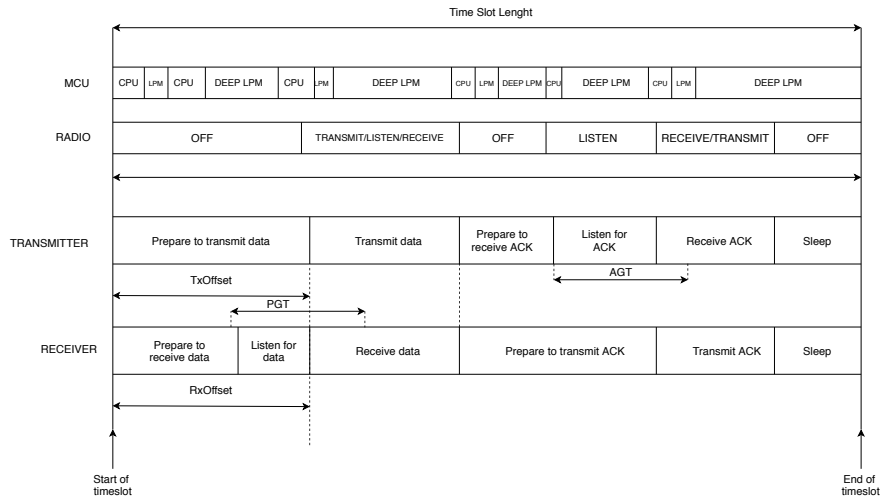 Time Slot Lenght
MCU
CPU LPM CPU DEEP LPM CPU LPM DEEP LPM CPU LPM DEEP LPM CPU DEEP LPM CPU LPM DEEP LPM
RADIO
OFF TRANSMIT/LISTEN/RECEIVE OFF LISTEN RECEIVE/TRANSMIT OFF
TRANSMITTER
Prepare to transmit data
Transmit data
Prepare to
receive ACK
Listen for
ACK
Receive ACK
Sleep
TxOffset
AGT
PGT
RECEIVER
Prepare to
receive data
Listen for
data
Receive data
Prepare to transmit ACK
Transmit ACK
Sleep
RxOffset
Start of
timeslot
End of
timeslot